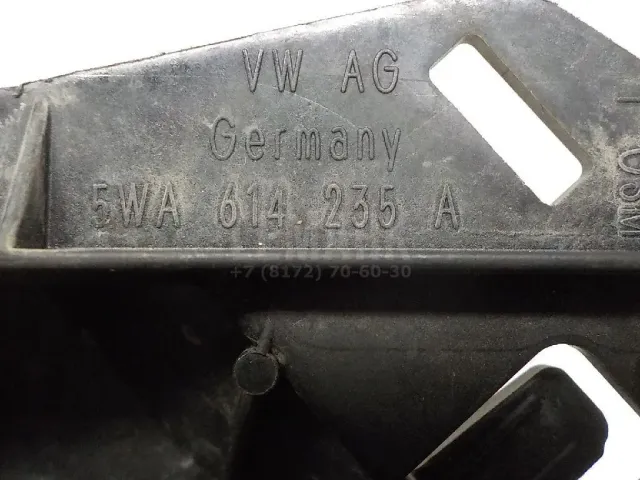 VW AG
Germany
5WA 614 235 A
+7 (8172) 70-60-30